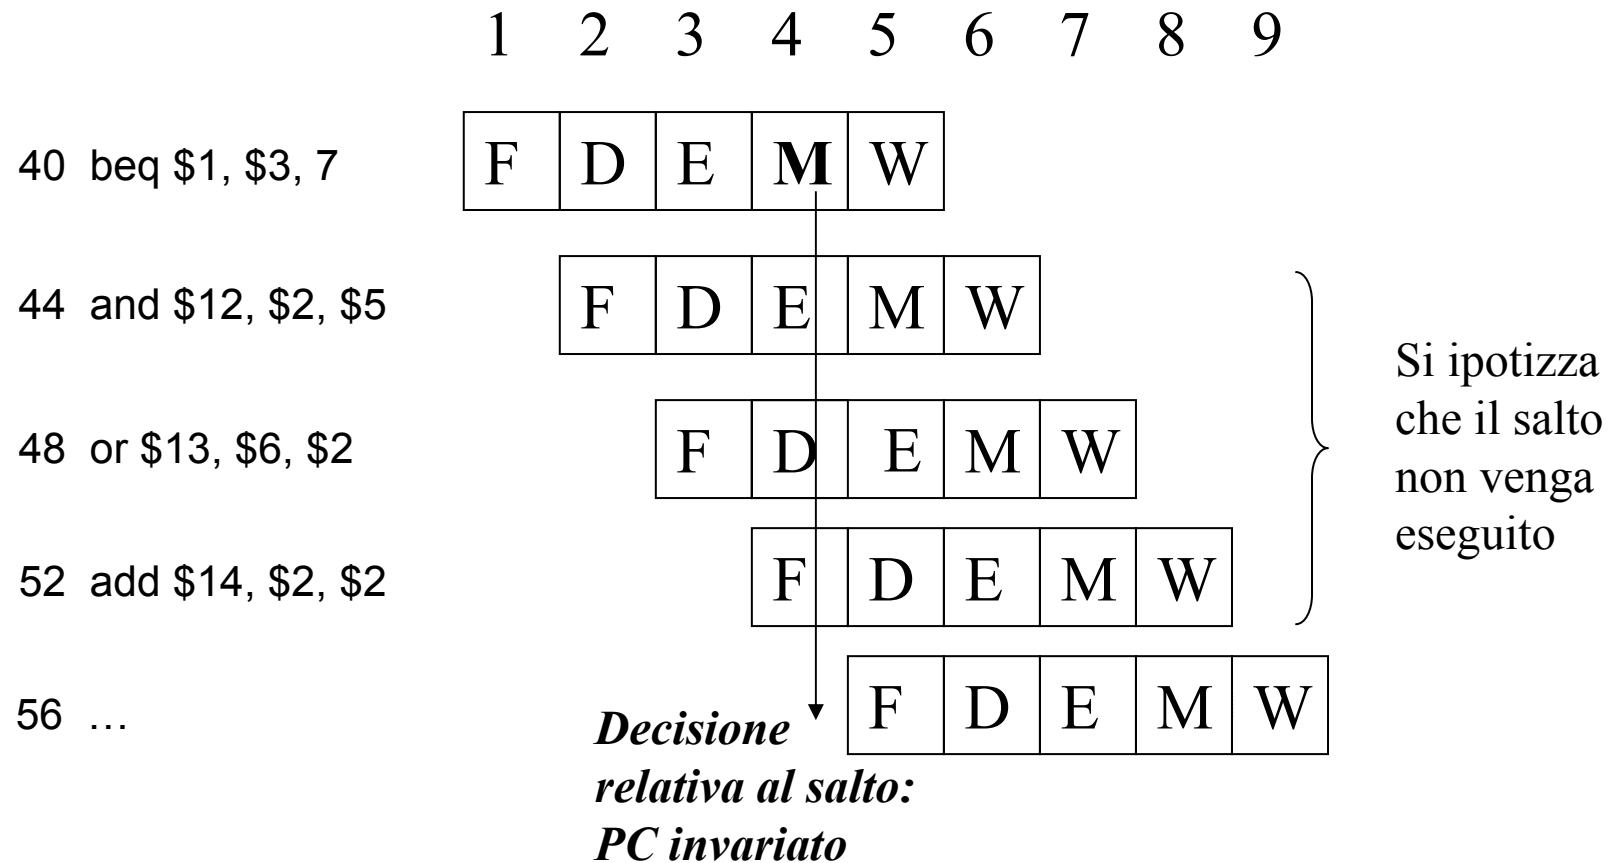 1 2 3 4 5 6 7 8 9
40 beq $1, $3, 7 F D E M W
44 and $12, $2, $5 F D E M W
48 or $13, $6, $2 F D E M W
52 add $14, $2, $2 F D E M W
56 … F D E M W
Si ipotizza
che il salto
non venga
eseguito
Decisione
relativa al salto:
PC invariato